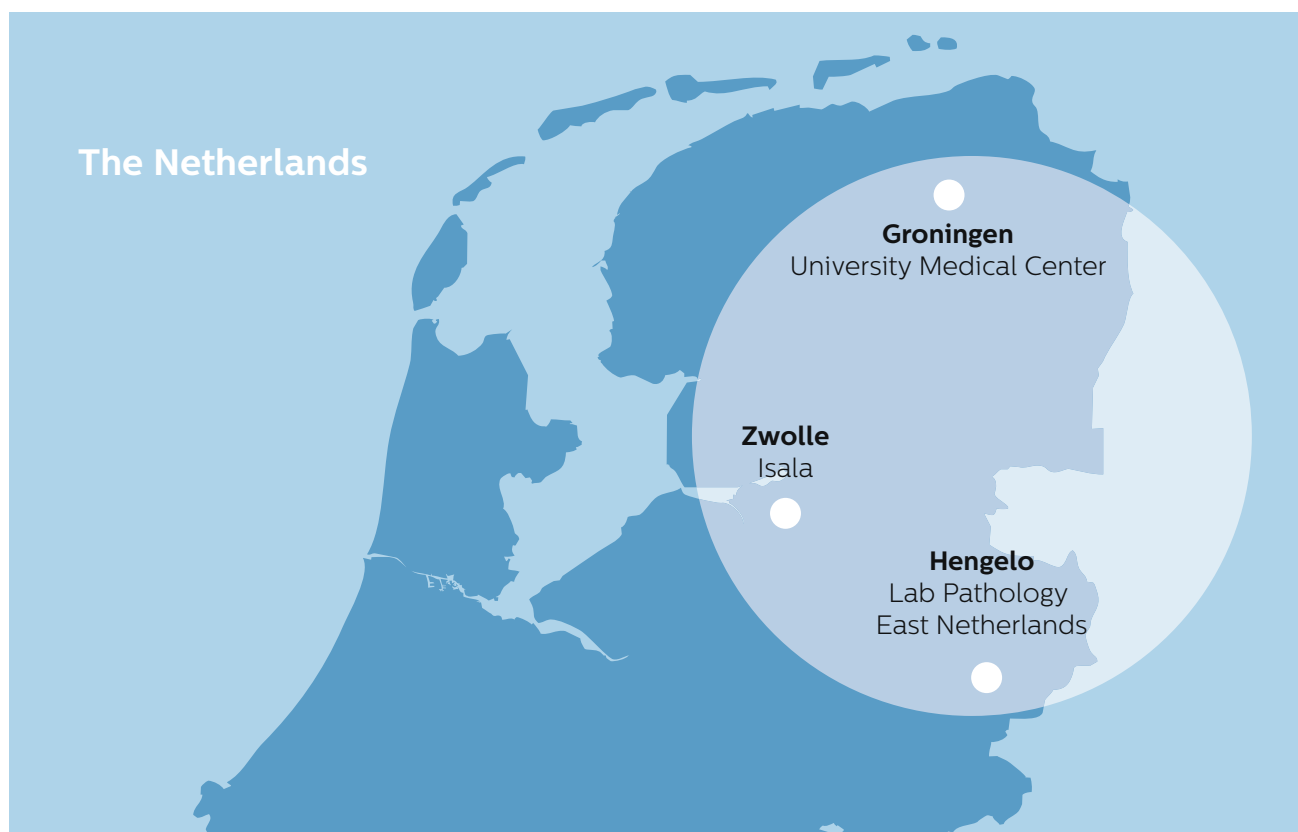 The Netherlands
Groningen
University Medical Center
Zwolle
Isala
Hengelo
Lab Pathology
East Netherlands